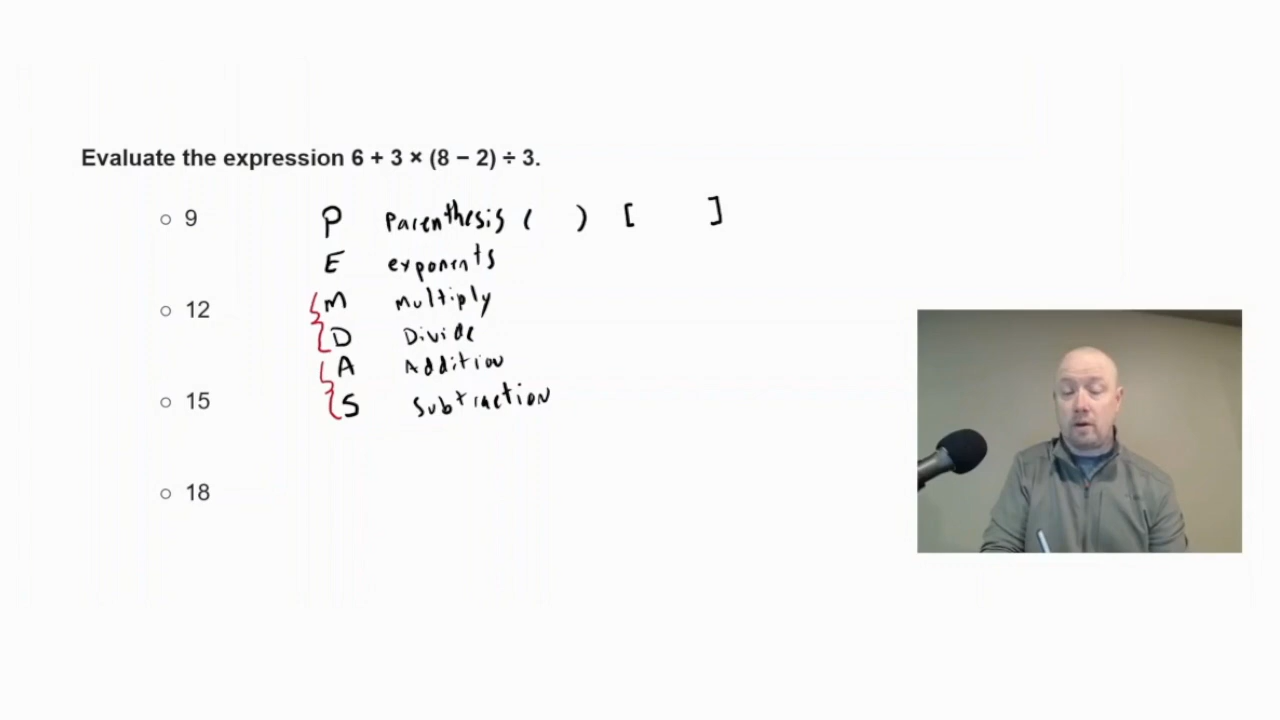 Evaluate the expression 6 + 3 × (8 − 2) ÷ 3.
9
P Parenthesis ( ) [ ]
E exponents
12
M Multiply
D Divide
A Addition
15
S Subtraction
18